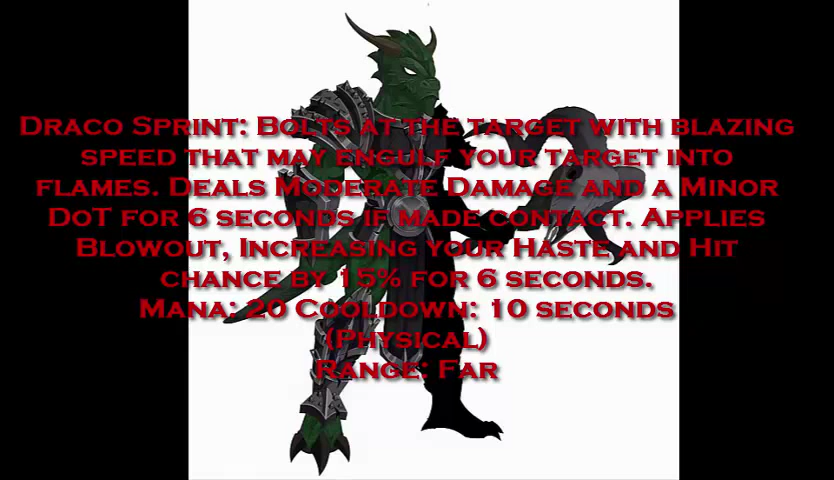 Draco Sprint: Bolts at the target with blazing
speed that may engulf your target into
flames. Deals Moderate Damage and a Minor
DoT for 6 seconds if made contact. Applies
Blowout, Increasing your Haste and Hit
chance by 15% for 6 seconds.
Mana: 20 Cooldown: 10 seconds
(Physical)
Range: Far